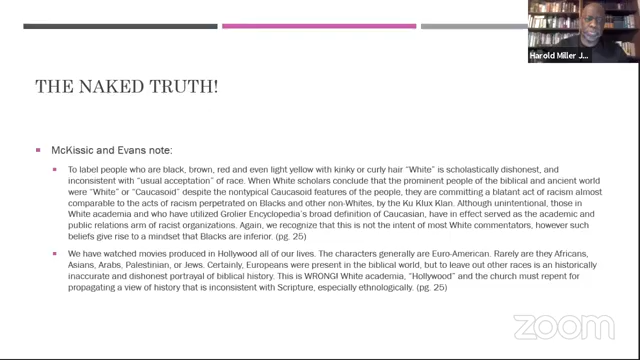 Harold Miller J...
THE NAKED TRUTH!
McKissic and Evans note:
To label people who are black, brown, red and even light yellow with kinky or curly hair "White" is scholastically dishonest, and
inconsistent with "usual acceptation" of race. When White scholars conclude that the prominent people of the biblical and ancient world
were "White" or "Caucasoid" despite the nontypical Caucasoid features of the people, they are committing a blatant act of racism almost
comparable to the acts of racism perpetrated on Blacks and other non-Whites, by the Ku Klux Klan. Although unintentional, those in
White academia and who have utilized Grolier Encyclopedia's broad definition of Caucasian, have in effect served as the academic and
public relations arm of racist organizations. Again, we recognize that this is not the intent of most White commentators, however such
beliefs give rise to a mindset that Blacks are inferior. (pg. 25)
We have watched movies produced in Hollywood all of our lives. The characters generally are Euro-American. Rarely are they Africans,
Asians, Arabs, Palestinian, or Jews. Certainly, Europeans were present in the biblical world, but to leave out other races is an historically
inaccurate and dishonest portrayal of biblical history. This is WRONG! White academia, "Hollywood" and the church must repent for
propagating a view of history that is inconsistent with Scripture, especially ethnologically. (pg. 25)
zoom